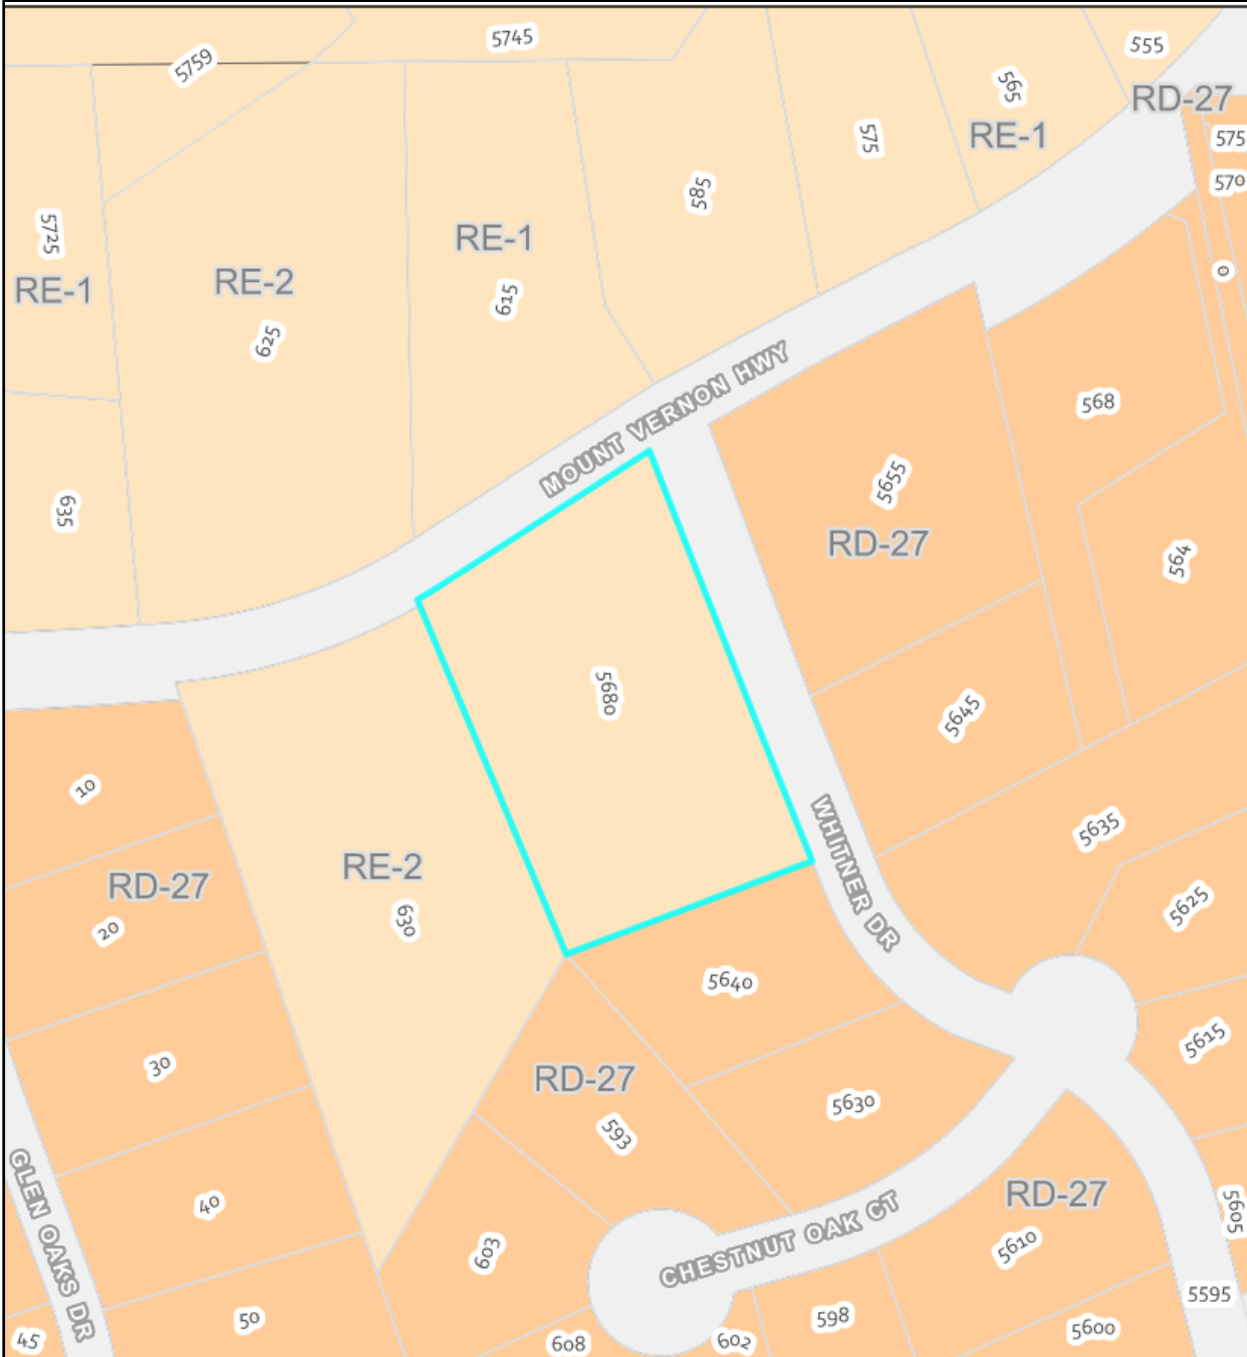 5759
5745
555
565
RD-27
RE-1
575
575
570
585
5725
RE-1
RE-1
RE-2
615
0
625
MOUNT VERNON HWY
568
5655
635
RD-27
564
5680
5645
10
5635
WHITNER DR
RE-2
RD-27
630
20
5625
5640
5615
30
RD-27
5630
593
GLEN OAKS DR
40
RD-27
5605
CHESTNUT OAK CT
603
5610
5595
50
598
5600
45
608
602